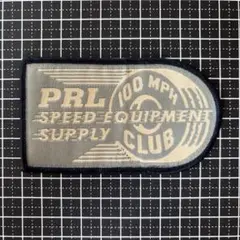 PRL
SPEED EQUIPMENT
SUPPLY
100 MPH
CLUB